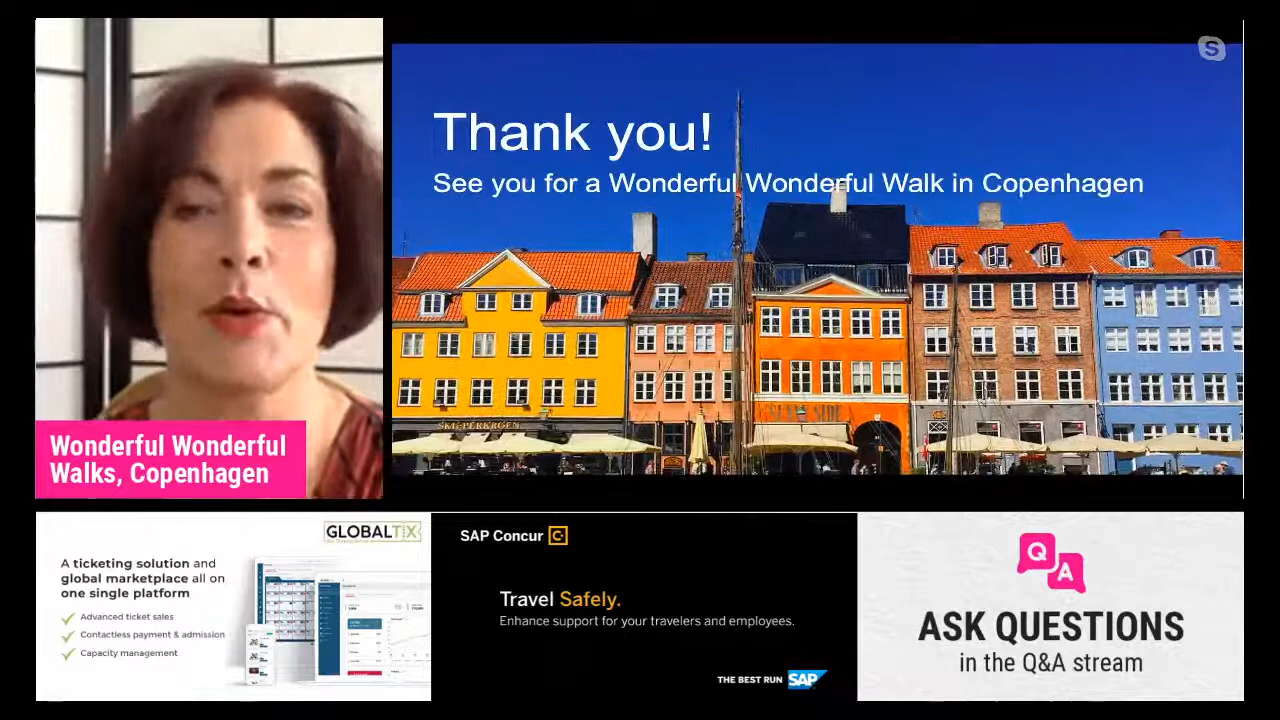 Thank you!
See you for a Wonderful Wonderful Walk in Copenhagen
SKIPPERKROEN
Wonderful Wonderful
Walks, Copenhagen
GLOBALTIX
A ticketing solution and
global marketplace all on
one single platform
Advanced ticket sales
Contactless payment & admission
Capacity management
SAP Concur C
Travel Safely.
Enhance support for your travelers and employees.
THE BEST RUN SAP
Q A
ASK QUESTIONS
in the Q&A stream